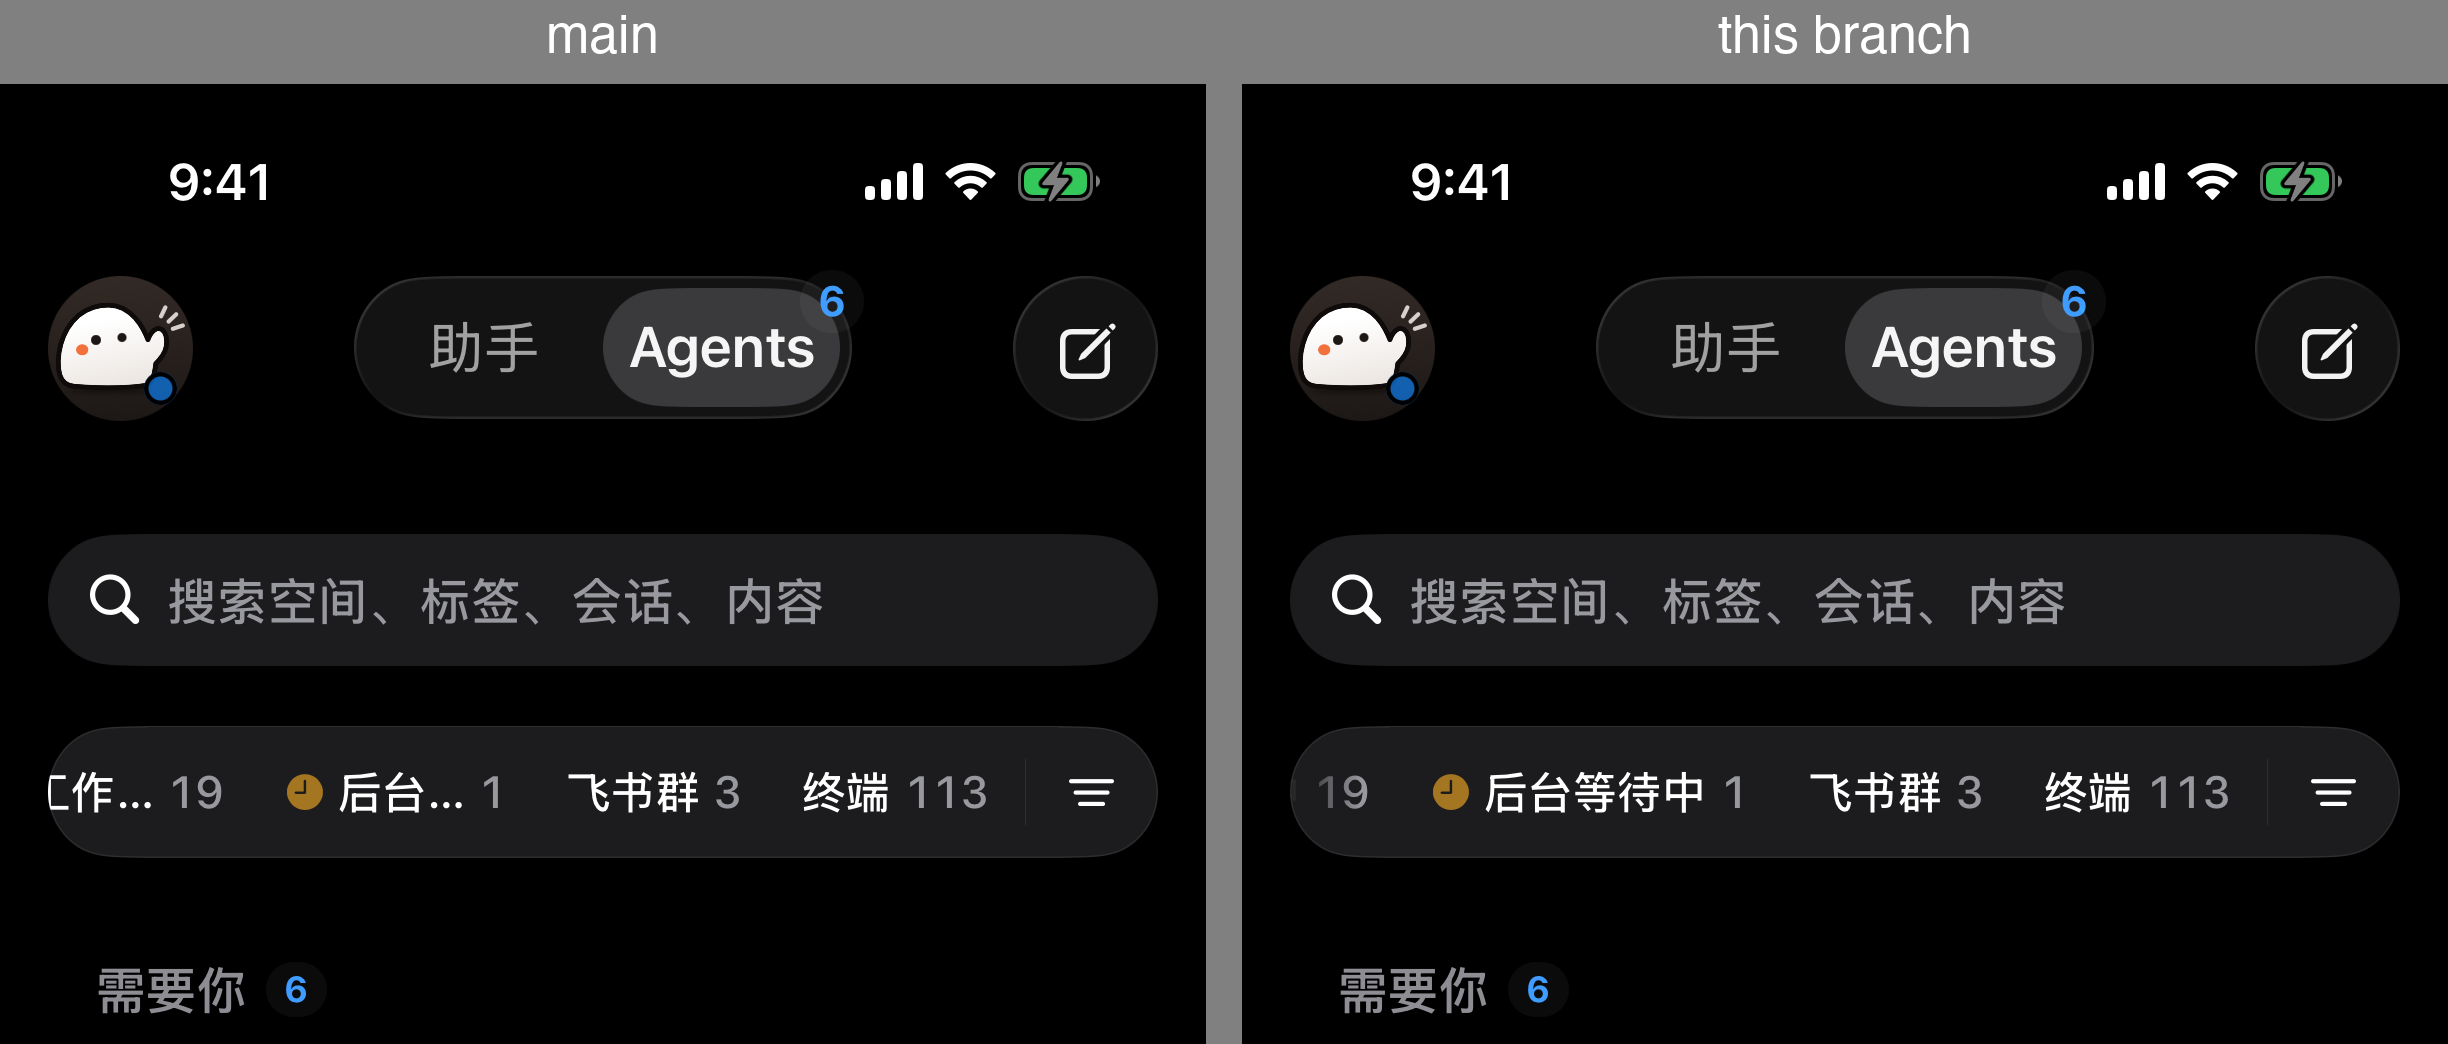 main
this branch
9:41
9:41
助手 Agents 6
助手 Agents 6
搜索空间、标签、会话、内容
搜索空间、标签、会话、内容
工作... 19 后台... 1 飞书群 3 终端 113
19 后台等待中 1 飞书群 3 终端 113
需要你 6
需要你 6